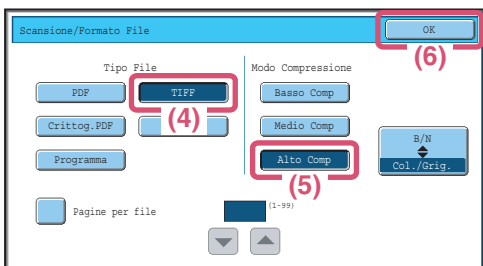 Scansione/Formato File
OK
(6)
Tipo File
Modo Compressione
PDF
TIFF
Basso Comp
(4)
Crittog.PDF
Medio Comp
B/N
Programma
Alto Comp
Col./Grig.
(5)
Pagine per file
(1-99)